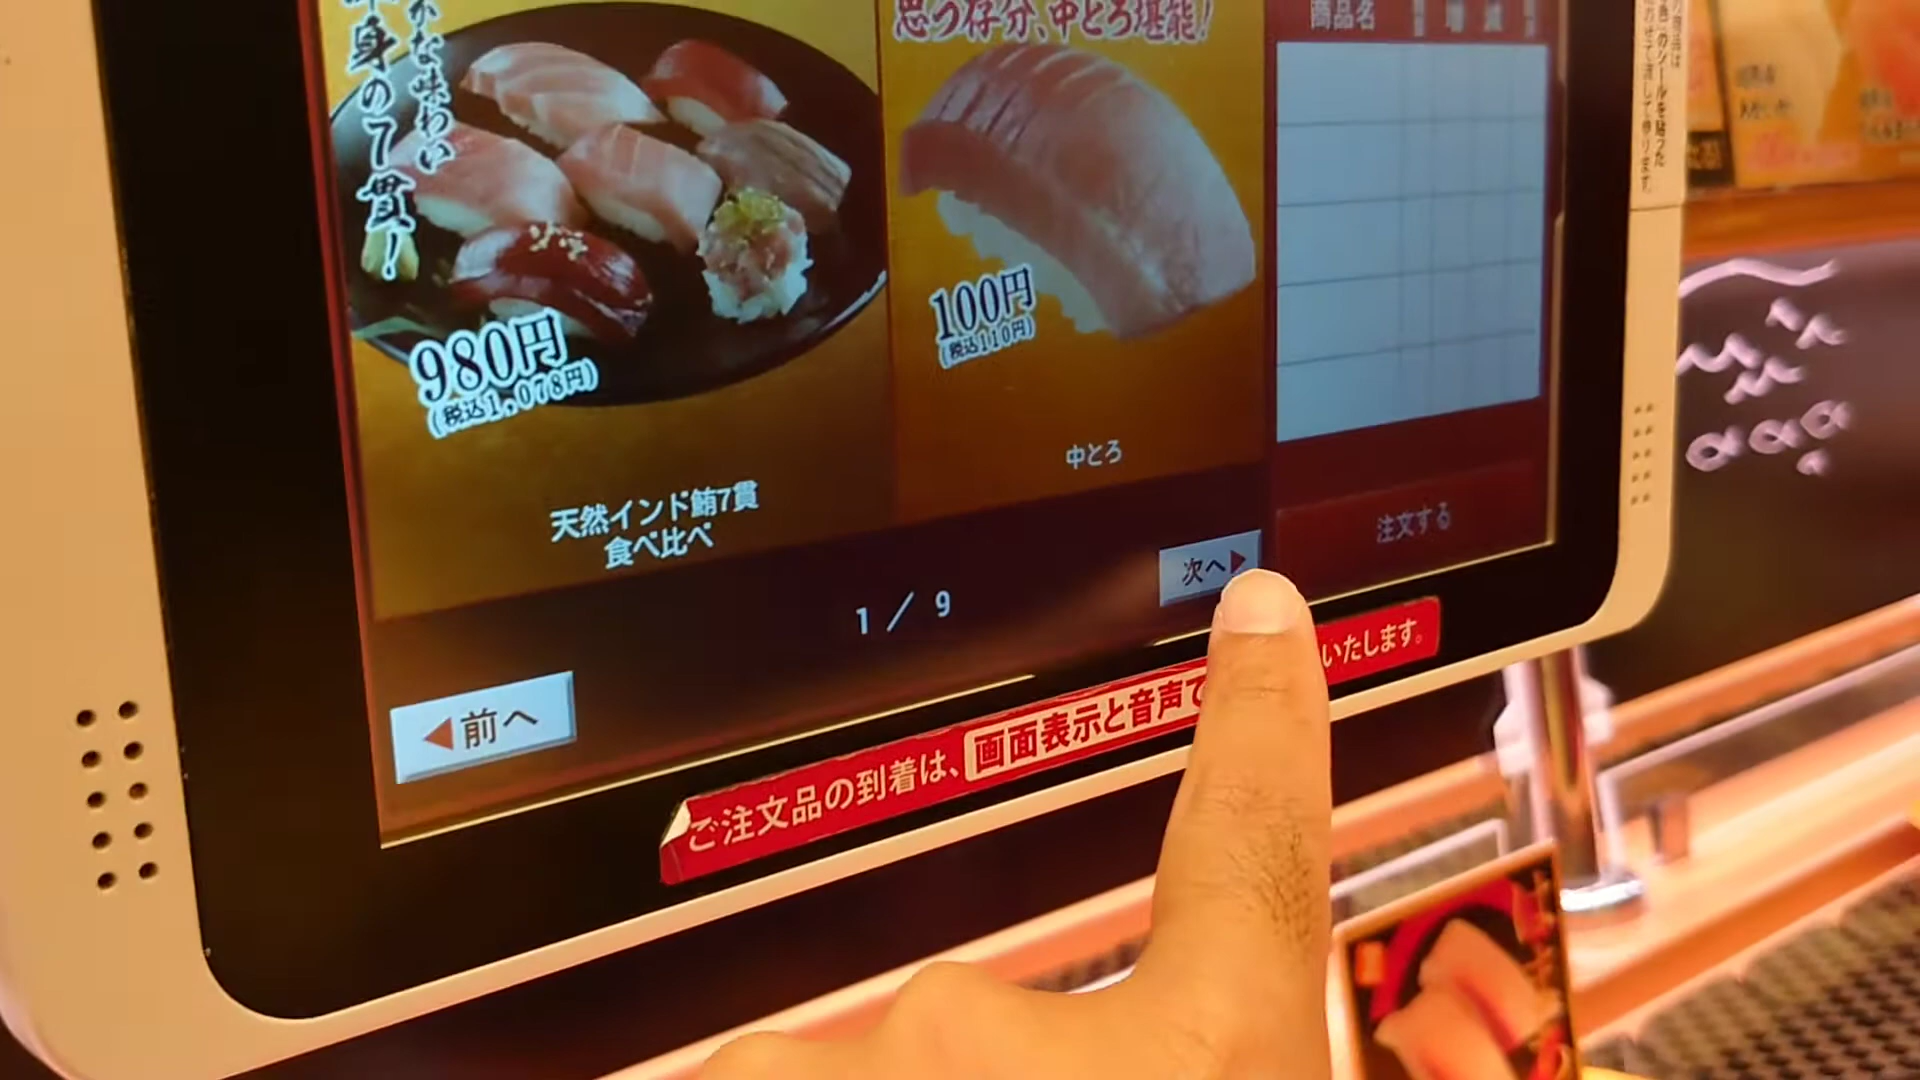 かな味わい
身の7貫!
思う存分、中とろ堪能!
商品名
980円
(税込1,078円)
100円
(税込110円)
天然インド鮪7貫
食べ比べ
中とろ
注文する
1 / 9
次へ▶
◀前へ
ご注文品の到着は、画面表示と音声で
いたします。